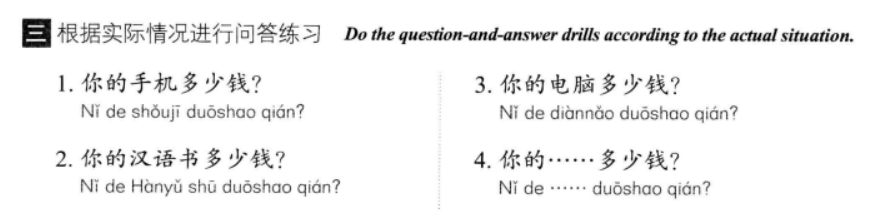 三 根据实际情况进行问答练习 Do the question-and-answer drills according to the actual situation.
1. 你的手机多少钱?
Nǐ de shǒujī duōshao qián?
2. 你的汉语书多少钱?
Nǐ de Hànyǔ shū duōshao qián?
3. 你的电脑多少钱?
Nǐ de diànnǎo duōshao qián?
4. 你的……多少钱?
Nǐ de …… duōshao qián?